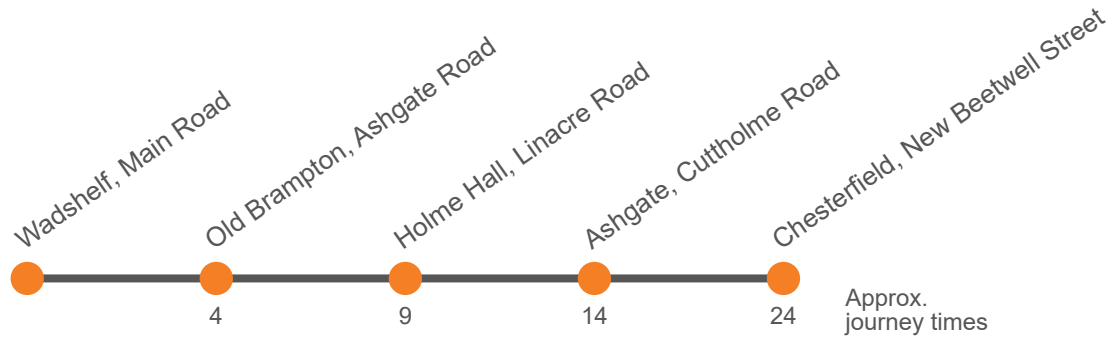 Wadshelf, Main Road
Old Brampton, Ashgate Road
Holme Hall, Linacre Road
Ashgate, Cuttholme Road
Chesterfield, New Beetwell Street
4
9
14
24
Approx.
journey times